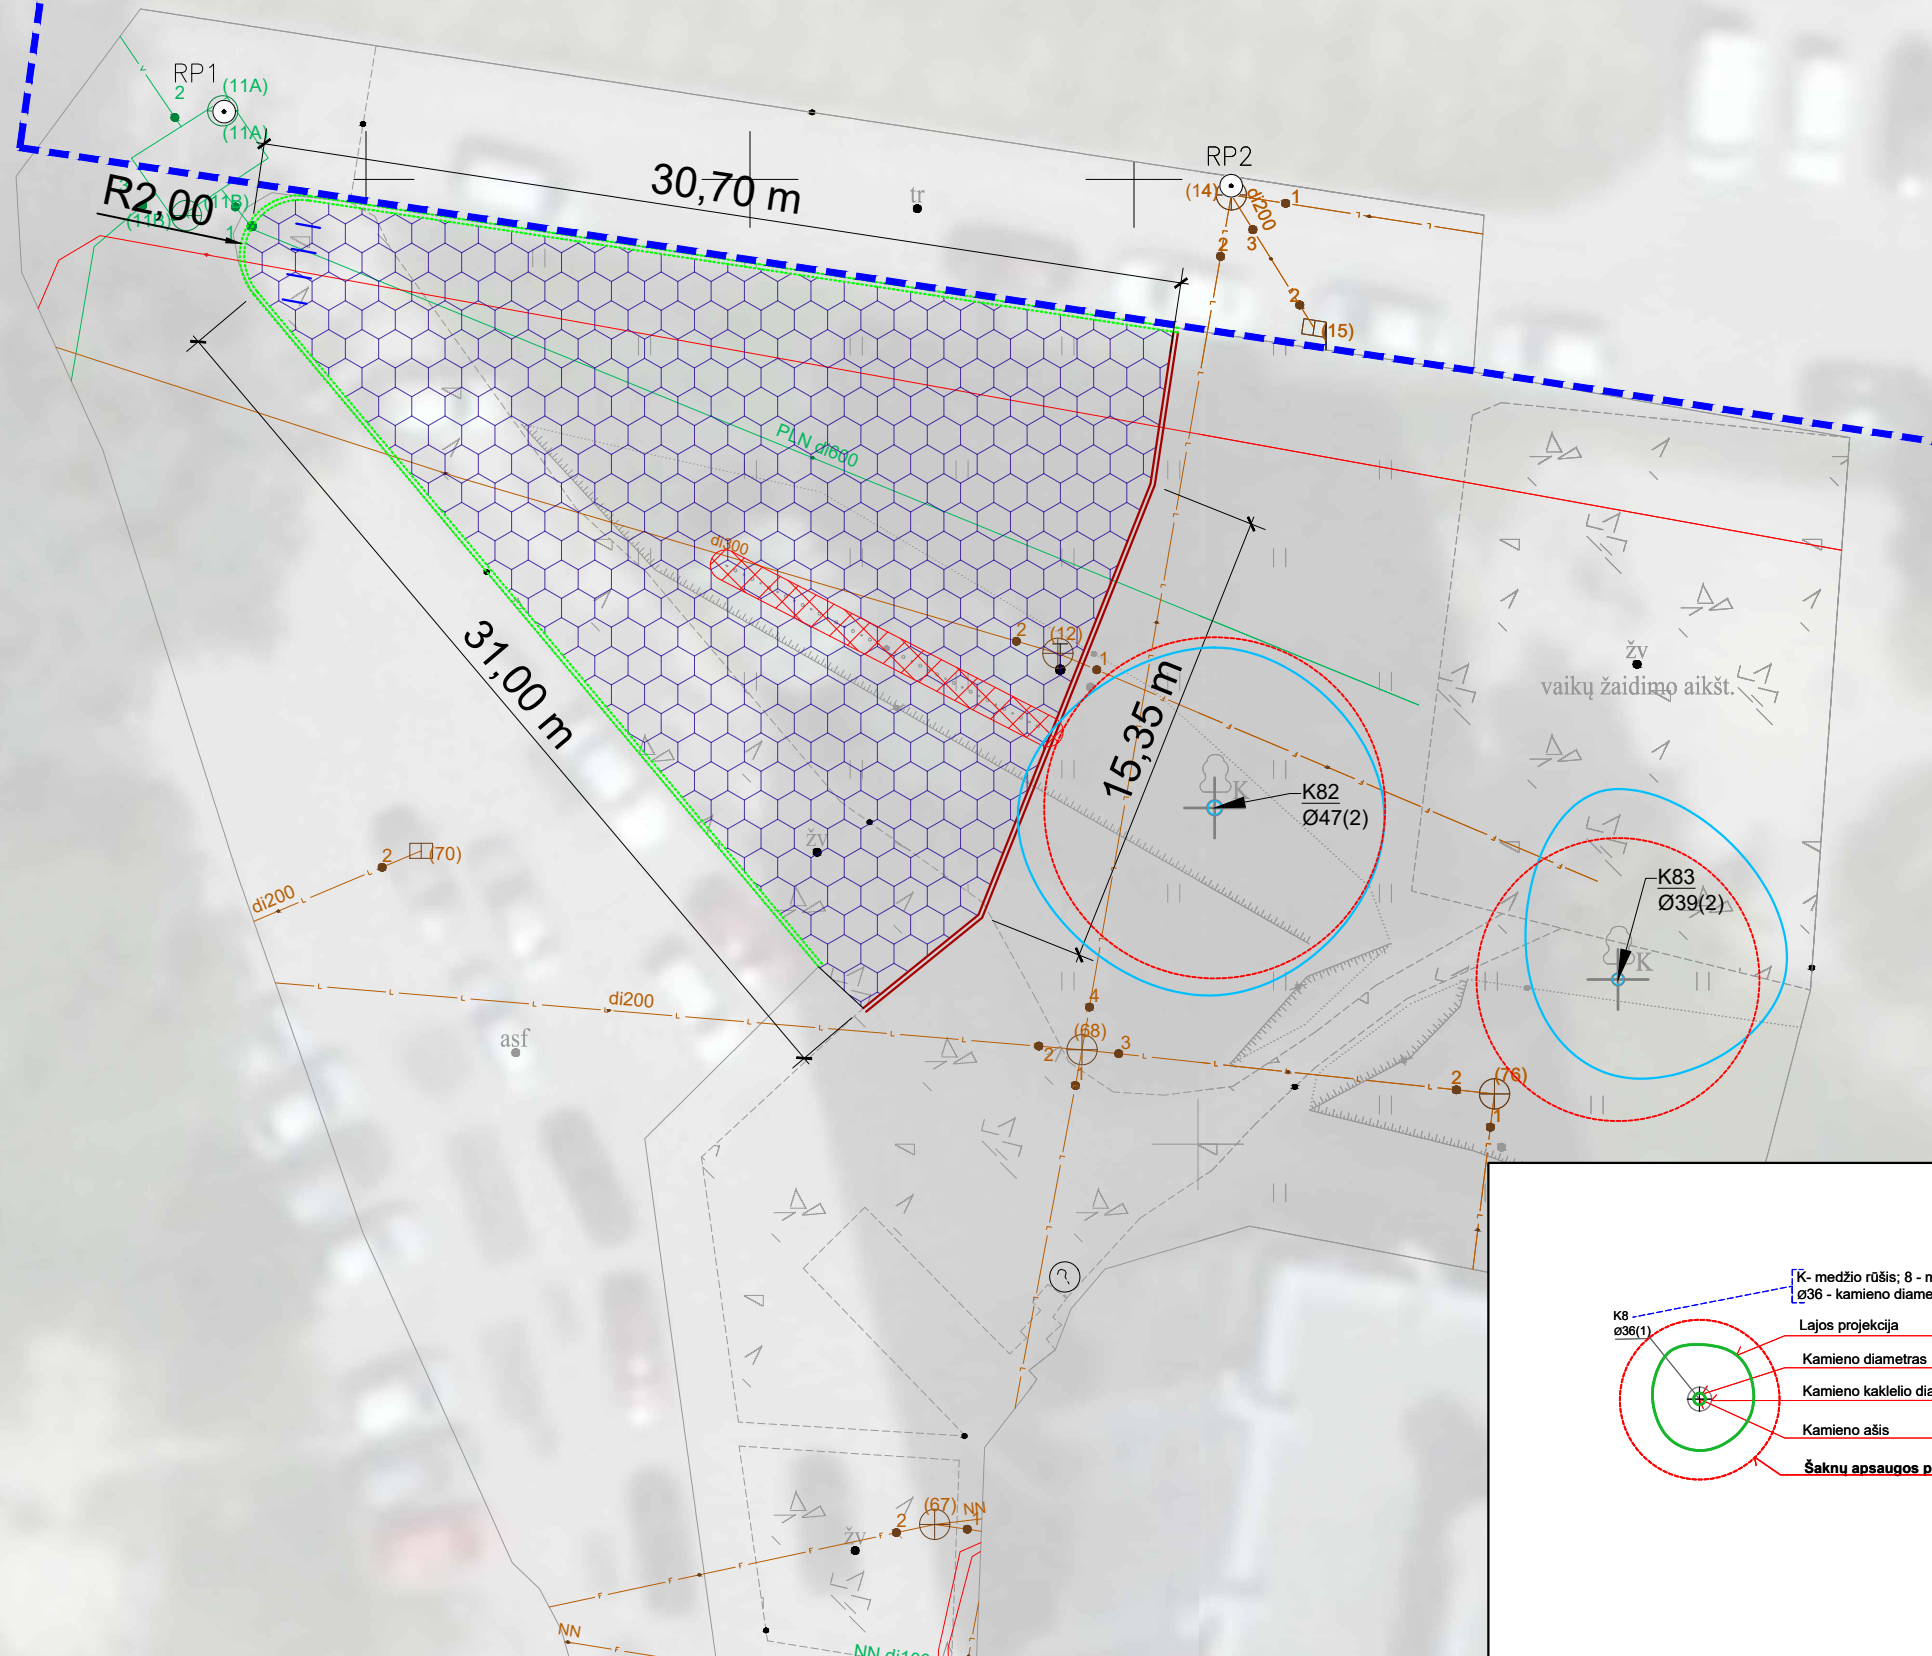 RP1
2
(11A)
(11A)
R2,00
3
(11B)
(11B)
1
30,70 m
tr
RP2
(14)
di200
1
2
3
2
(15)
PLN di600
di300
2
(12)
1
31,00 m
15,35 m
K
K82
Ø47(2)
žv
vaikų žaidimo aikšt.
žv
K83
Ø39(2)
K
2
(70)
di200
di200
asf
4
(68)
2
3
1
2
(76)
1
?
K8
Ø36(1)
K- medžio rūšis; 8 -
Ø36 - kamieno
Lajos projekcija
Kamieno diametras
Kamieno kaklelio
Kamieno ašis
Šaknų apsaugos
(67)
NN
2
1
žv
NN
NN